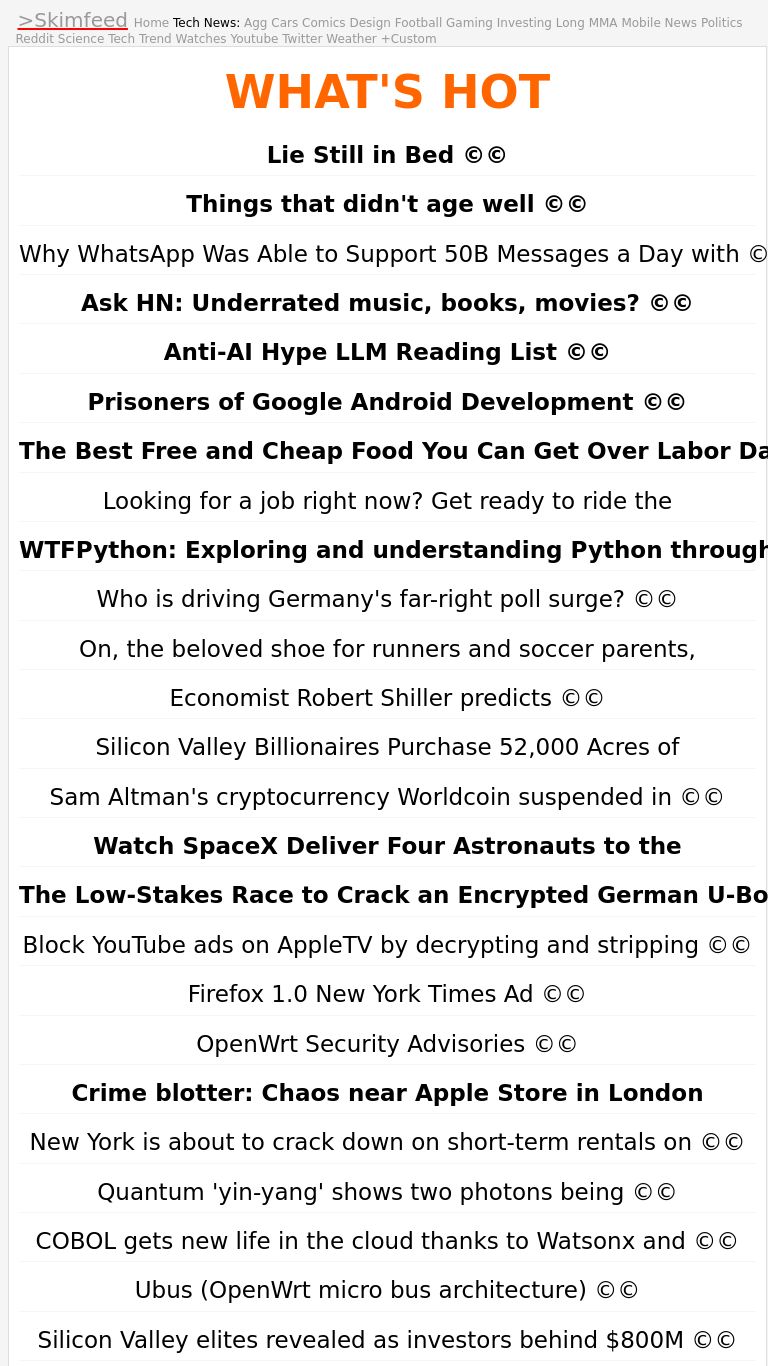 >Skimfeed Home Tech News: Agg Cars Comics Design Football Gaming Investing Long MMA Mobile News Politics
Reddit Science Tech Trend Watches Youtube Twitter Weather +Custom
WHAT'S HOT
Lie Still in Bed ©©
Things that didn't age well ©©
Why WhatsApp Was Able to Support 50B Messages a Day with ©
Ask HN: Underrated music, books, movies? ©©
Anti-AI Hype LLM Reading List ©©
Prisoners of Google Android Development ©©
The Best Free and Cheap Food You Can Get Over Labor Da
Looking for a job right now? Get ready to ride the
WTFPython: Exploring and understanding Python through
Who is driving Germany's far-right poll surge? ©©
On, the beloved shoe for runners and soccer parents,
Economist Robert Shiller predicts ©©
Silicon Valley Billionaires Purchase 52,000 Acres of
Sam Altman's cryptocurrency Worldcoin suspended in ©©
Watch SpaceX Deliver Four Astronauts to the
The Low-Stakes Race to Crack an Encrypted German U-Bo
Block YouTube ads on AppleTV by decrypting and stripping ©©
Firefox 1.0 New York Times Ad ©©
OpenWrt Security Advisories ©©
Crime blotter: Chaos near Apple Store in London
New York is about to crack down on short-term rentals on ©©
Quantum 'yin-yang' shows two photons being ©©
COBOL gets new life in the cloud thanks to Watsonx and ©©
Ubus (OpenWrt micro bus architecture) ©©
Silicon Valley elites revealed as investors behind $800M ©©